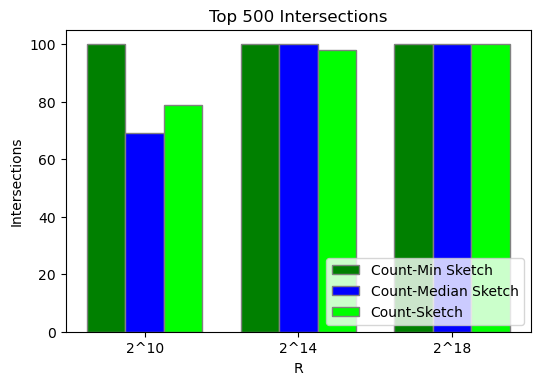 Top 500 Intersections
Intersections
100
80
60
40
20
0
Count-Min Sketch
Count-Median Sketch
Count-Sketch
2^10
2^14
2^18
R